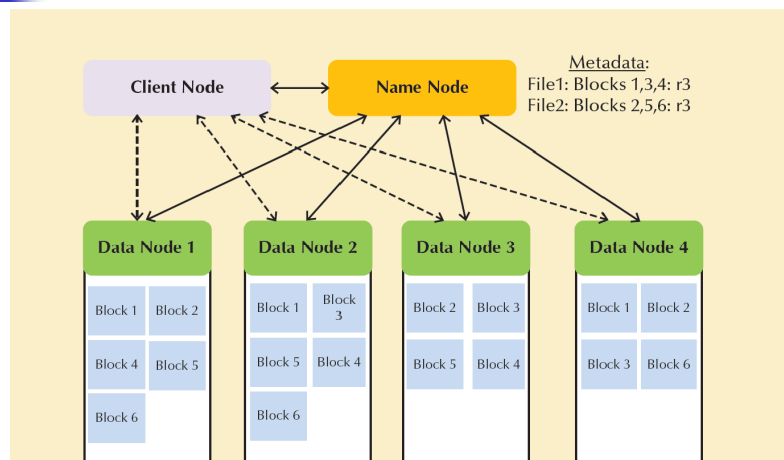 Client Node
Name Node
Metadata:
File1: Blocks 1,3,4: r3
File2: Blocks 2,5,6: r3
Data Node 1
Data Node 2
Data Node 3
Data Node 4
Block 1
Block 2
Block 4
Block 5
Block 6
Block 1
Block
3
Block 5
Block 4
Block 6
Block 2
Block 3
Block 5
Block 4
Block 1
Block 2
Block 3
Block 6